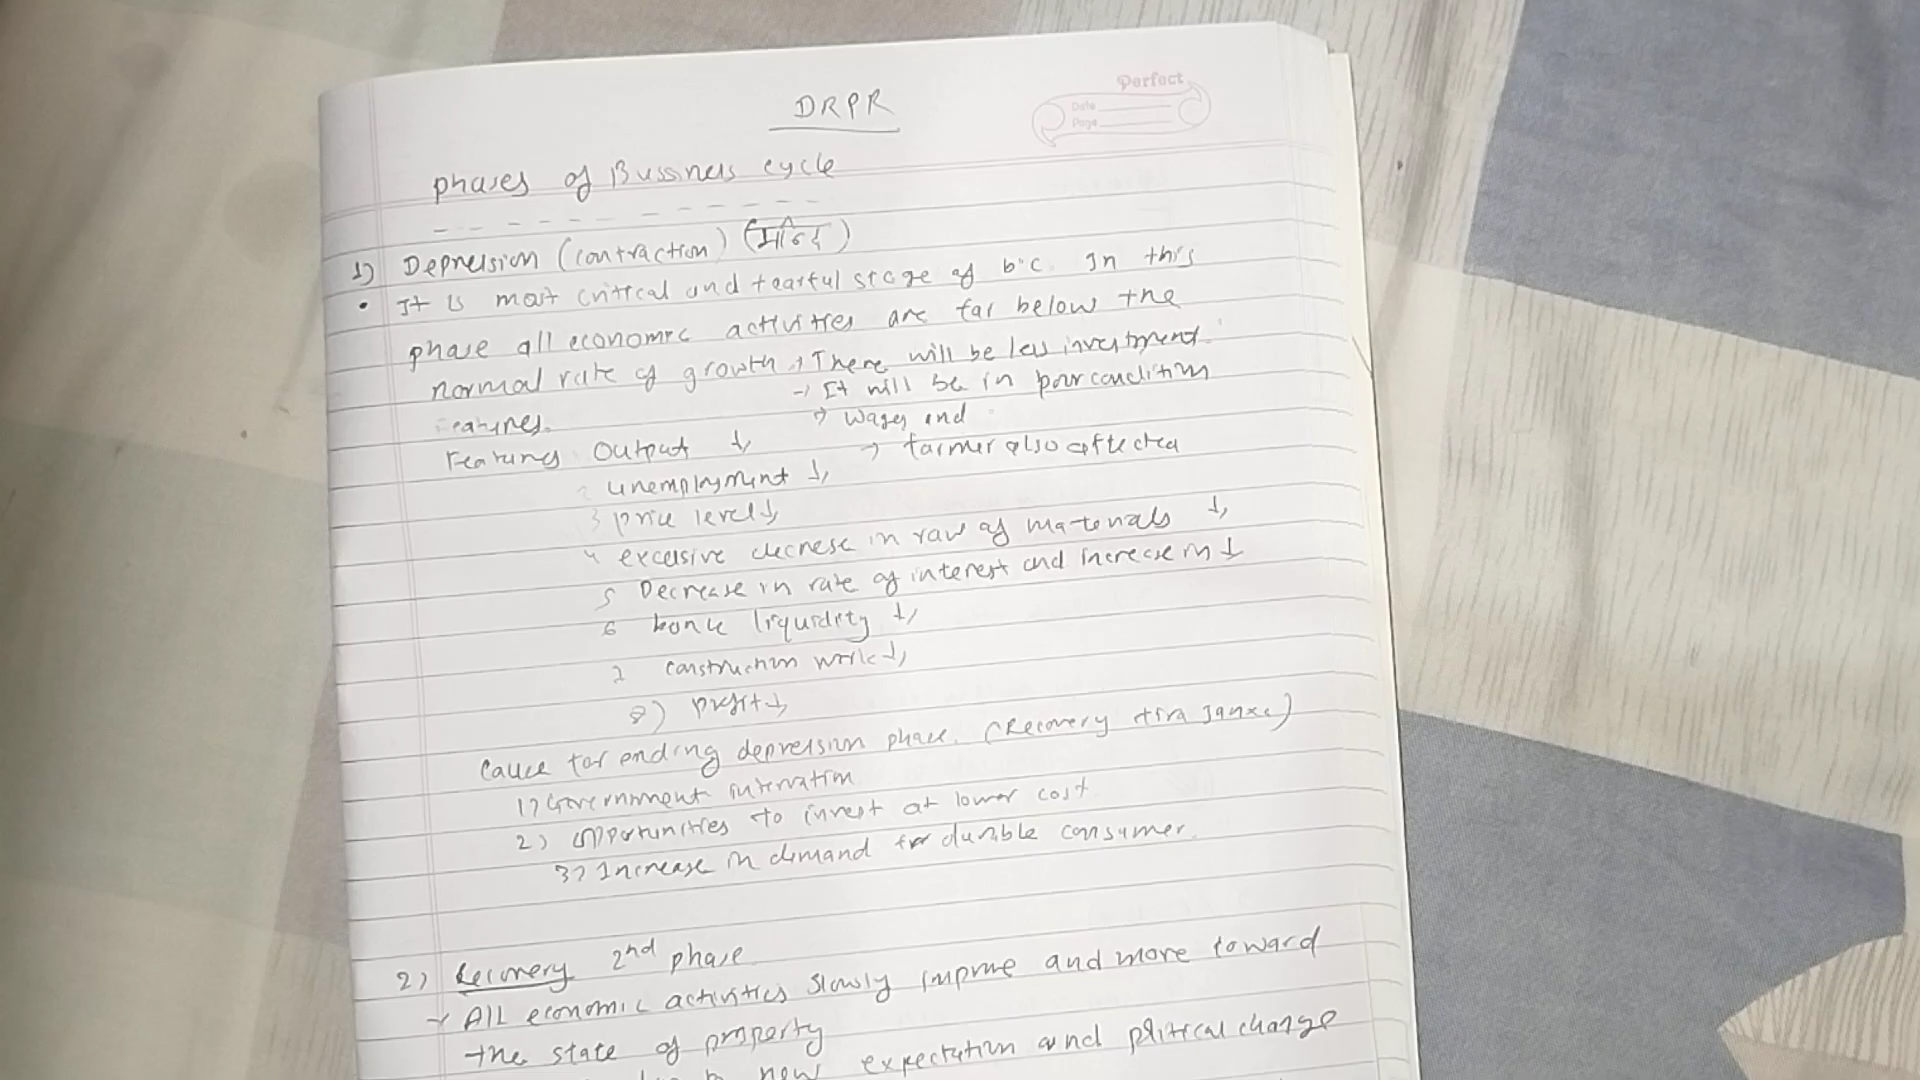 DRPR
Perfect
Date
Page
phases of Bussiness cycle
1) Depression (contraction)
• It is most critical and fearful stage of b.c. In this
phase all economic activities are far below the
normal rate of growth → There will be less investment.
→ It will be in poor condition
Features.
→ Wages and
Features Output ↓
→ farmer also affected
2 unemployment ↓
3 price level ↓
4 excessive decrese in raw of materials ↓
5 Decrease in rate of interest and increase in ↓
6 bank liquidity ↓
7 construction work ↓
8) profit ↓
Cause for ending depression phase. (Recovery
1) Government
2) opportunities to invest at lower cost
3) Increase in demand for durable consumer.
2) Recovery 2nd phase
→ All economic activities slowly improve and more toward
the state of property
new expectation and political change